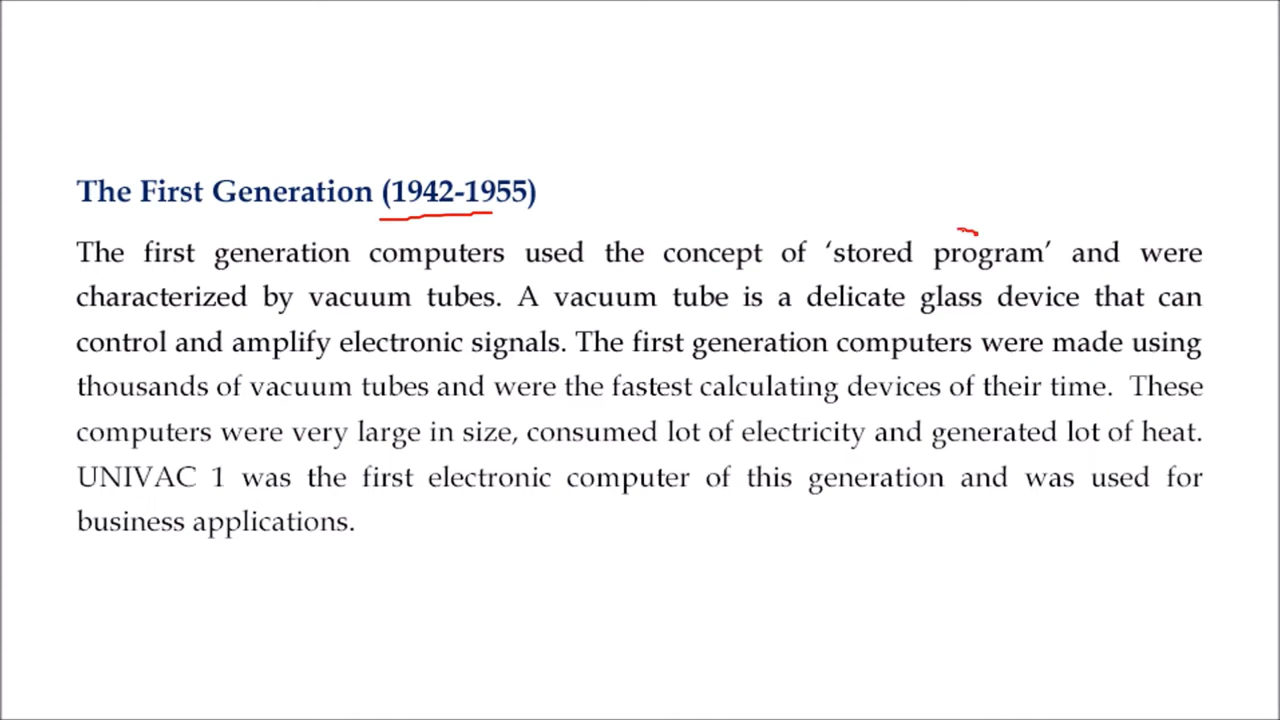 The First Generation (1942-1955)
The first generation computers used the concept of ‘stored program’ and were
characterized by vacuum tubes. A vacuum tube is a delicate glass device that can
control and amplify electronic signals. The first generation computers were made using
thousands of vacuum tubes and were the fastest calculating devices of their time. These
computers were very large in size, consumed lot of electricity and generated lot of heat.
UNIVAC 1 was the first electronic computer of this generation and was used for
business applications.